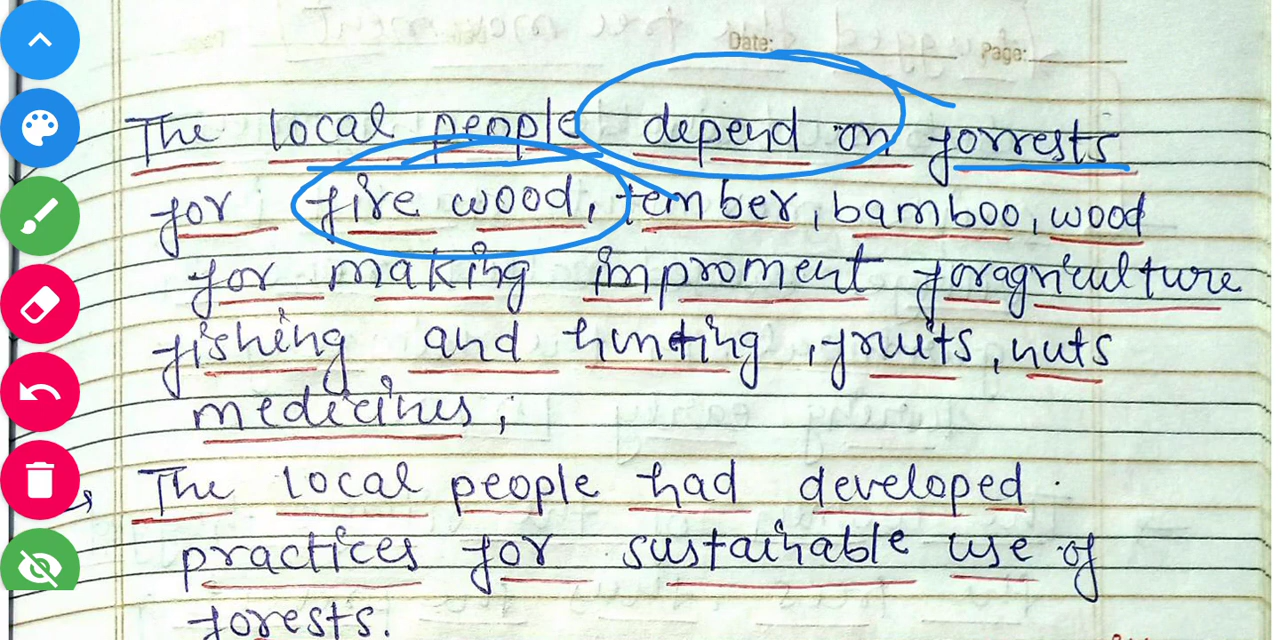 Date: Page:
The local people depend on forrests
for fire wood, tember, bamboo, wood
for making improment foragriculture
fishing and hunting, fruits, nuts
medicines,
The local people had developed.
practices for sustainable use of
forests.